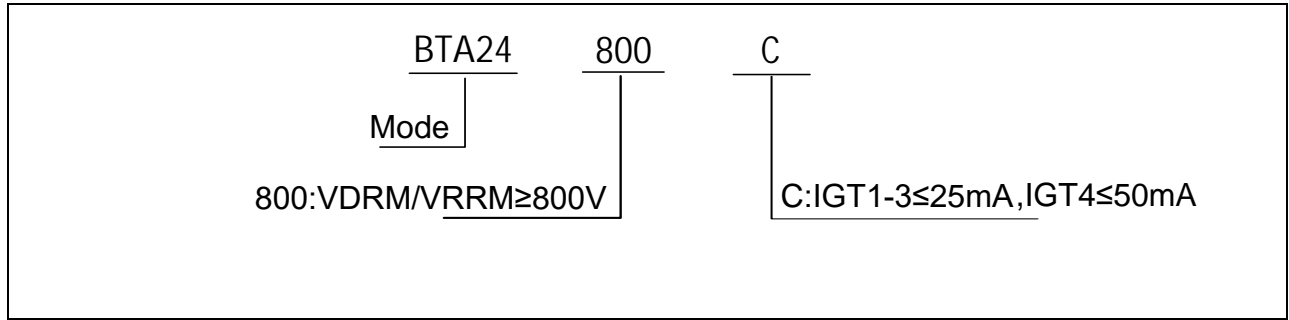 BTA24 800 C
Mode
800:VDRM/VRRM≥800V C:IGT1-3≤25mA,IGT4≤50mA